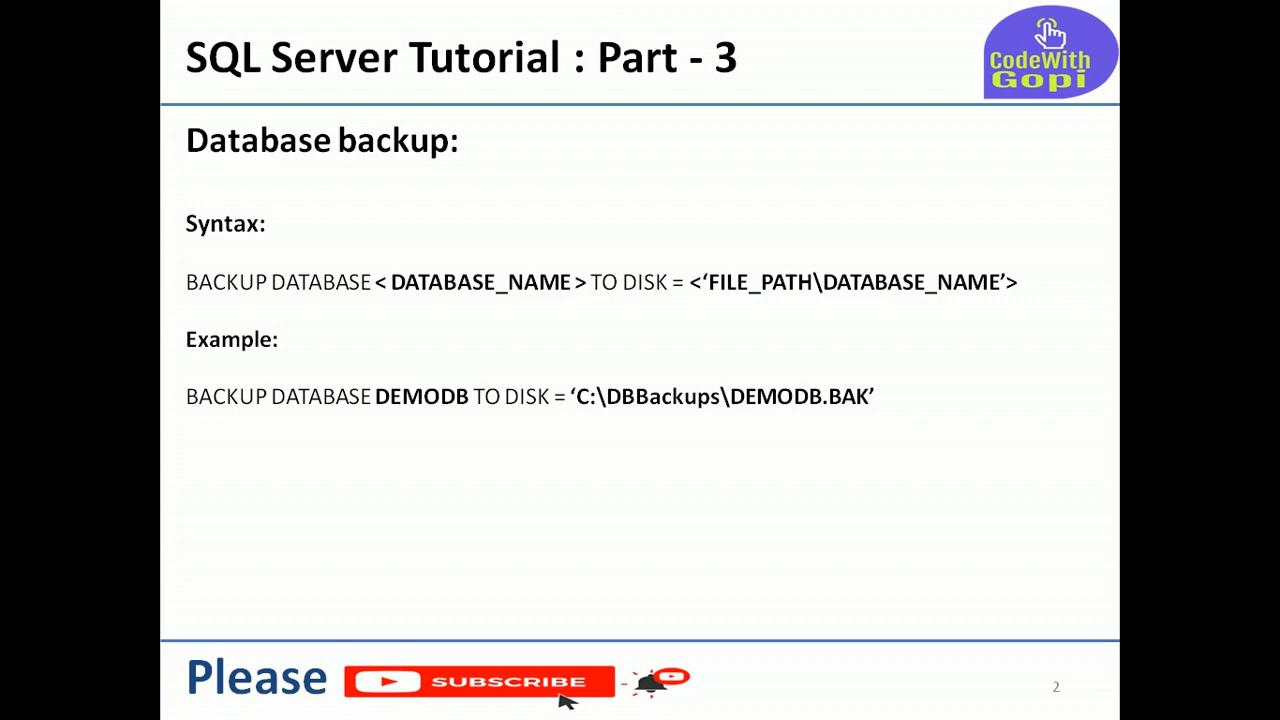 SQL Server Tutorial : Part - 3
CodeWith
Gopi
Database backup:
Syntax:
BACKUP DATABASE < DATABASE_NAME > TO DISK = <‘FILE_PATH\DATABASE_NAME’>
Example:
BACKUP DATABASE DEMODB TO DISK = ‘C:\DBBackups\DEMODB.BAK’
Please SUBSCRIBE
2